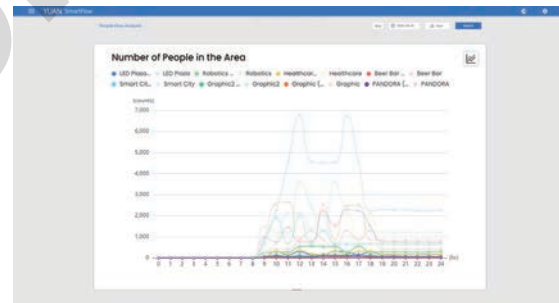 YUAN SmartView
People Flow Analysis
Number of People in the Area
LED Plaza... LED Plaza Robotics ... Robotics Healthcar... Healthcare Beer Bar ... Beer Bar
Smart Cit... Smart City Graphic2 ... Graphic2 Graphic (... Graphic PANDORA (... PANDORA
(counts)
7,000
6,000
5,000
4,000
3,000
2,000
1,000
0
0 1 2 3 4 5 6 7 8 9 10 11 12 13 14 15 16 17 18 19 20 21 22 23 24 (hr)